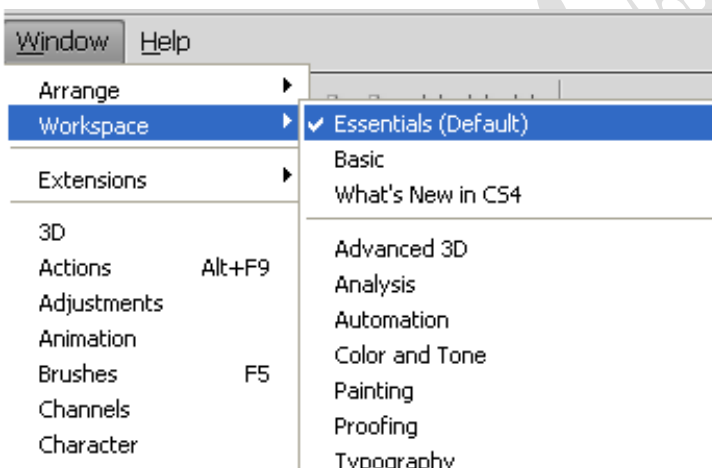 Window Help
Arrange
Workspace
Extensions
3D
Actions Alt+F9
Adjustments
Animation
Brushes F5
Channels
Character
Essentials (Default)
Basic
What's New in CS4
Advanced 3D
Analysis
Automation
Color and Tone
Painting
Proofing
Typography